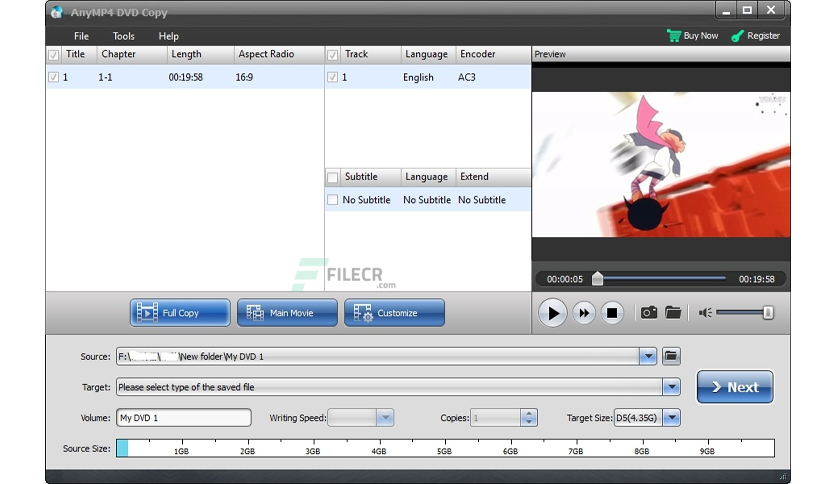 AnyMP4 DVD Copy
File Tools Help Buy Now Register
Title Chapter Length Aspect Radio Track Language Encoder Preview
1 1-1 00:19:58 16:9 1 English AC3
Subtitle Language Extend
No Subtitle No Subtitle No Subtitle
FILECR
.com
00:00:05 00:19:58
Full Copy Main Movie Customize
Source: F:\ \New folder\My DVD 1
Target: Please select type of the saved file
Next
Volume: My DVD 1 Writing Speed: Copies: 1 Target Size: D5(4.35G)
Source Size: 1GB 2GB 3GB 4GB 5GB 6GB 7GB 8GB 9GB